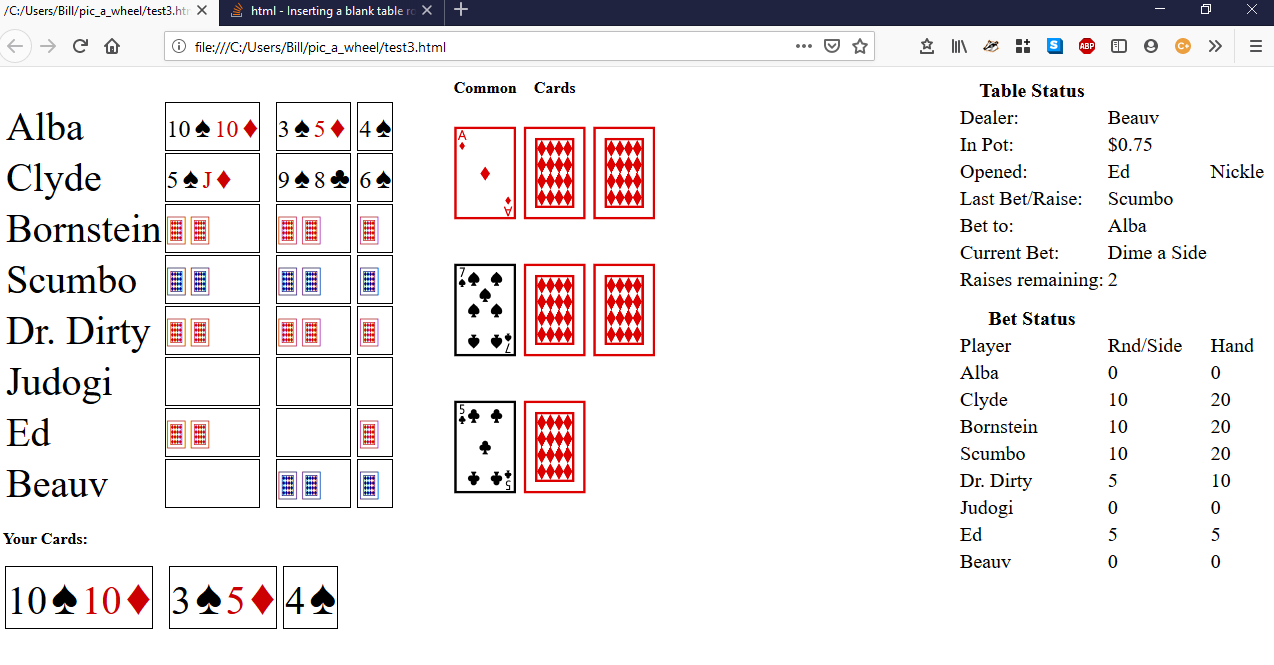 /C:/Users/Bill/pic_a_wheel/test3.htm
html - Inserting a blank table ro
file:///C:/Users/Bill/pic_a_wheel/test3.html
S
ABP
C+
Common Cards
Alba 10♠10♦ 3♠5♦ 4♠
Clyde 5♠J♦ 9♠8♣ 6♠
Bornstein
Scumbo
Dr. Dirty
Judogi
Ed
Beauv
A
A
7
7
5
5
Your Cards:
10♠10♦ 3♠5♦ 4♠
Table Status
Dealer: Beauv
In Pot: $0.75
Opened: Ed Nickle
Last Bet/Raise: Scumbo
Bet to: Alba
Current Bet: Dime a Side
Raises remaining: 2
Bet Status
Player Rnd/Side Hand
Alba 0 0
Clyde 10 20
Bornstein 10 20
Scumbo 10 20
Dr. Dirty 5 10
Judogi 0 0
Ed 5 5
Beauv 0 0